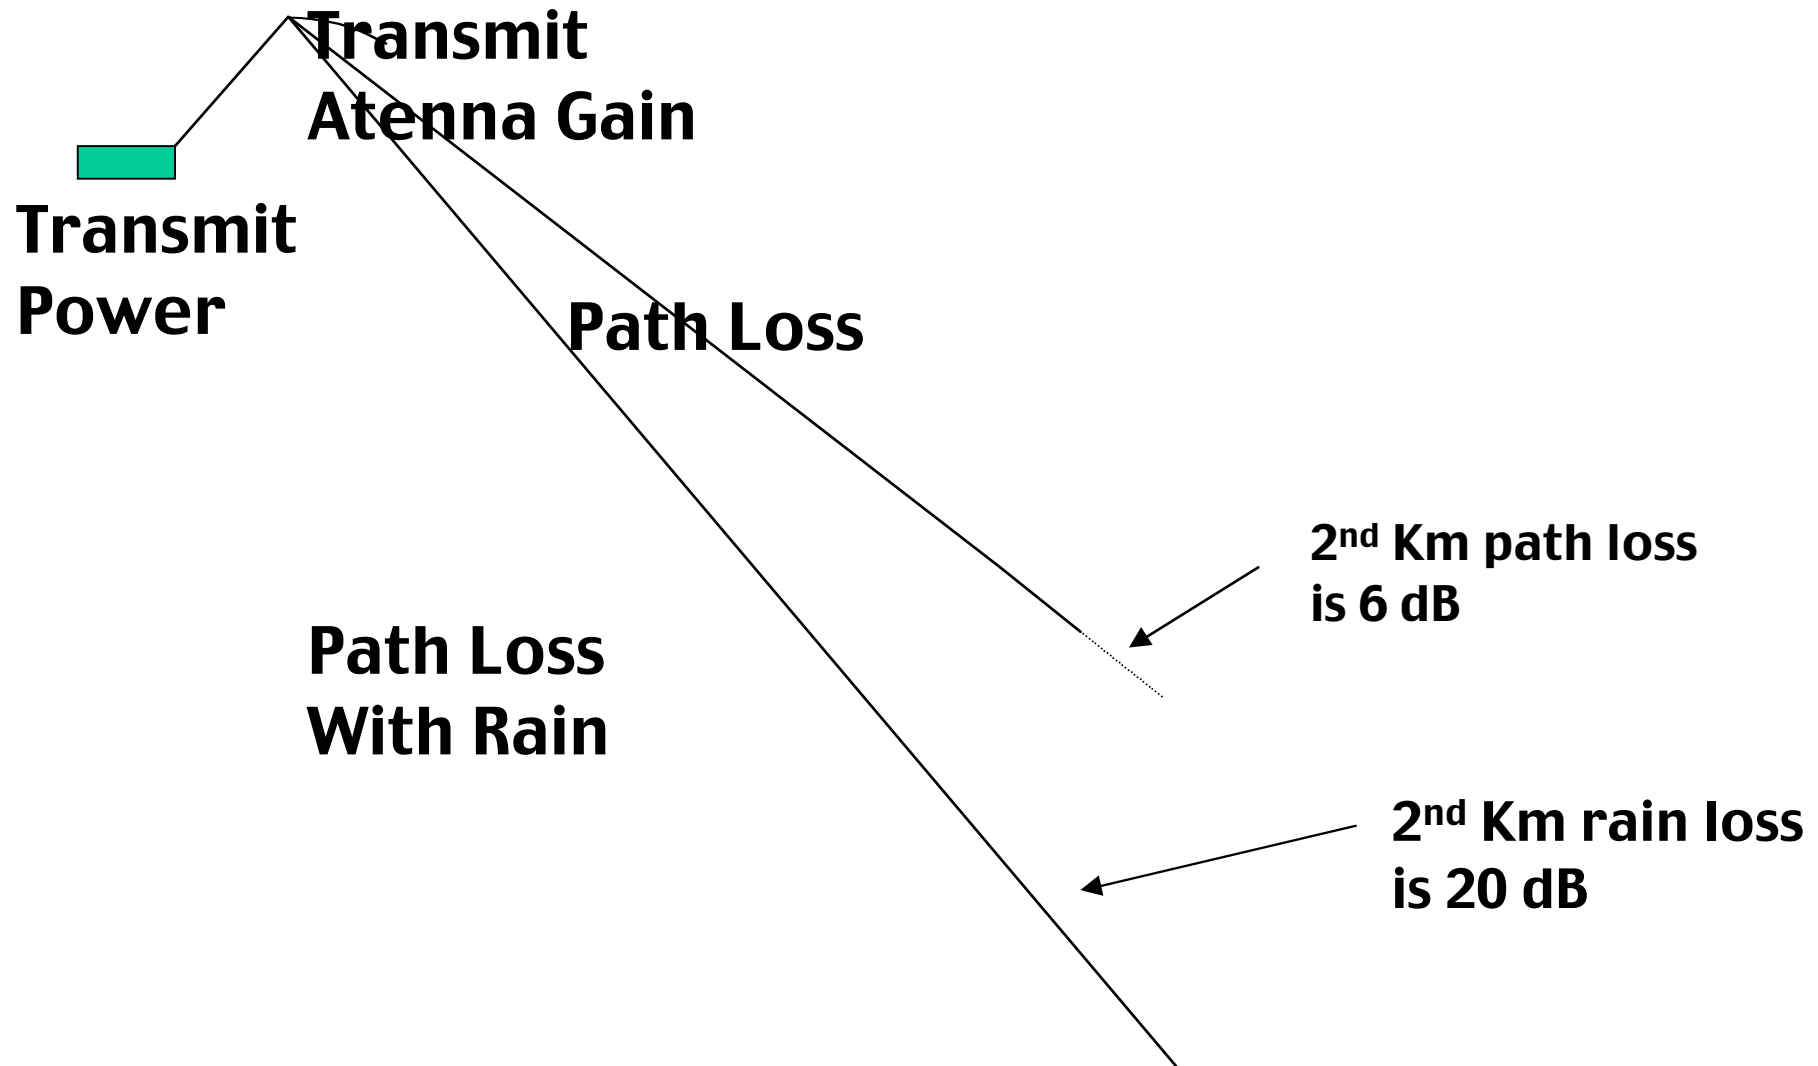 Transmit
Atenna Gain
Transmit
Power
Path Loss
2nd Km path loss
is 6 dB
Path Loss
With Rain
2nd Km rain loss
is 20 dB